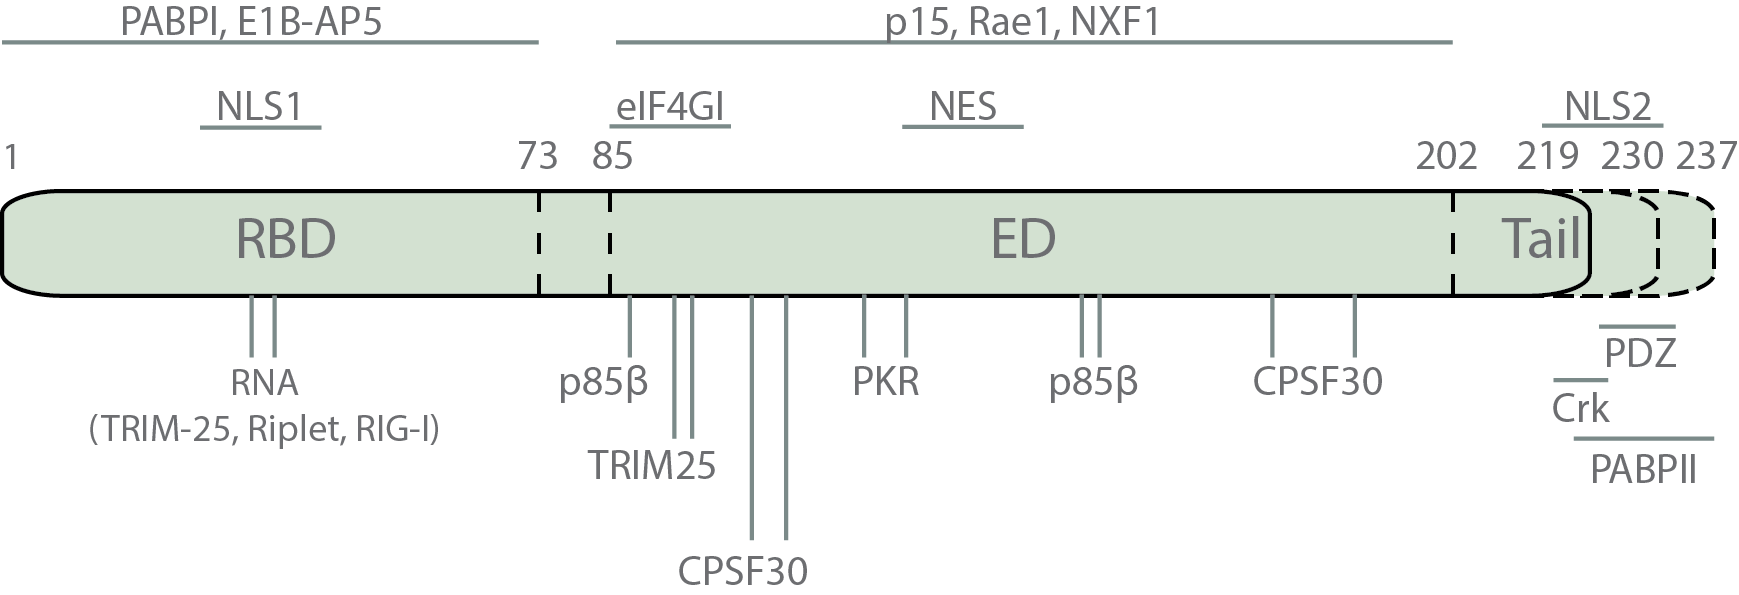 PABPI, E1B-AP5
p15, Rae1, NXF1
NLS1
eIF4GI
NES
NLS2
1
73
85
202
219
230
237
RBD
ED
Tail
RNA
(TRIM-25, Riplet, RIG-I)
p85β
TRIM25
CPSF30
PKR
p85β
CPSF30
PDZ
Crk
PABPII